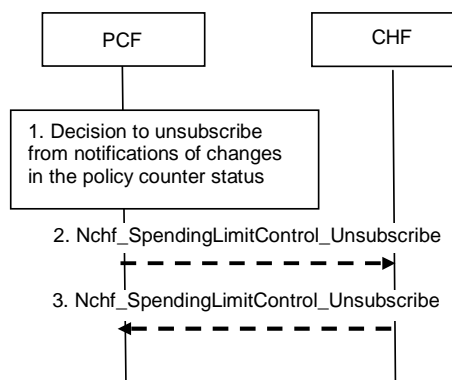 PCF
CHF
1. Decision to unsubscribe
from notifications of changes
in the policy counter status
2. Nchf_SpendingLimitControl_Unsubscribe
3. Nchf_SpendingLimitControl_Unsubscribe